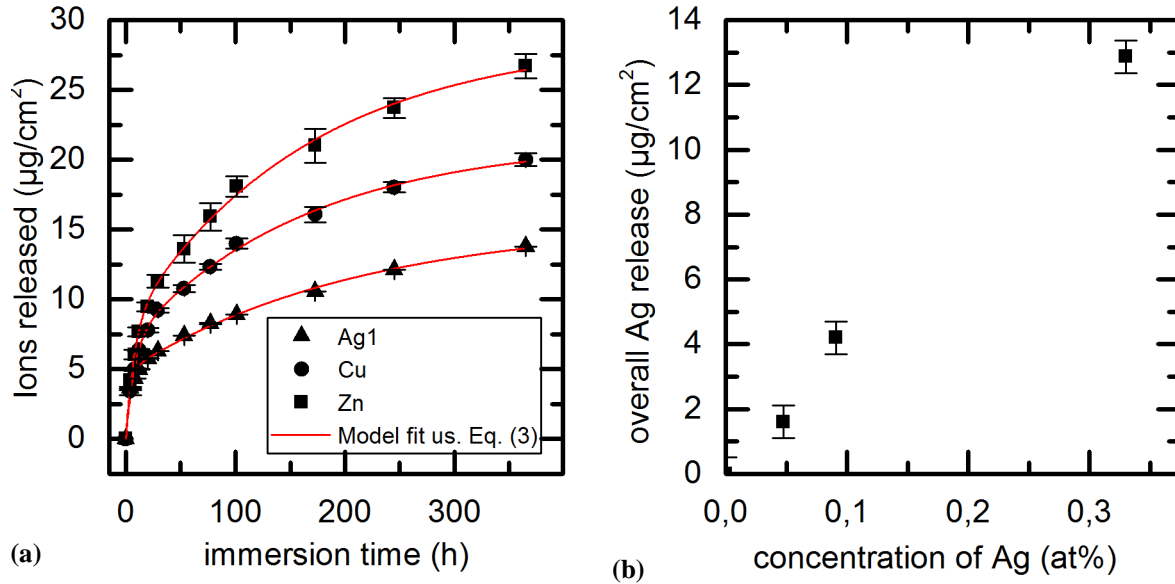 30
25
20
15
10
5
0
Ions released (µg/cm²)
Ag1
Cu
Zn
Model fit us. Eq. (3)
0 100 200 300
immersion time (h)
(a)
14
12
10
8
6
4
2
0
overall Ag release (µg/cm²)
0,0 0,1 0,2 0,3
concentration of Ag (at%)
(b)